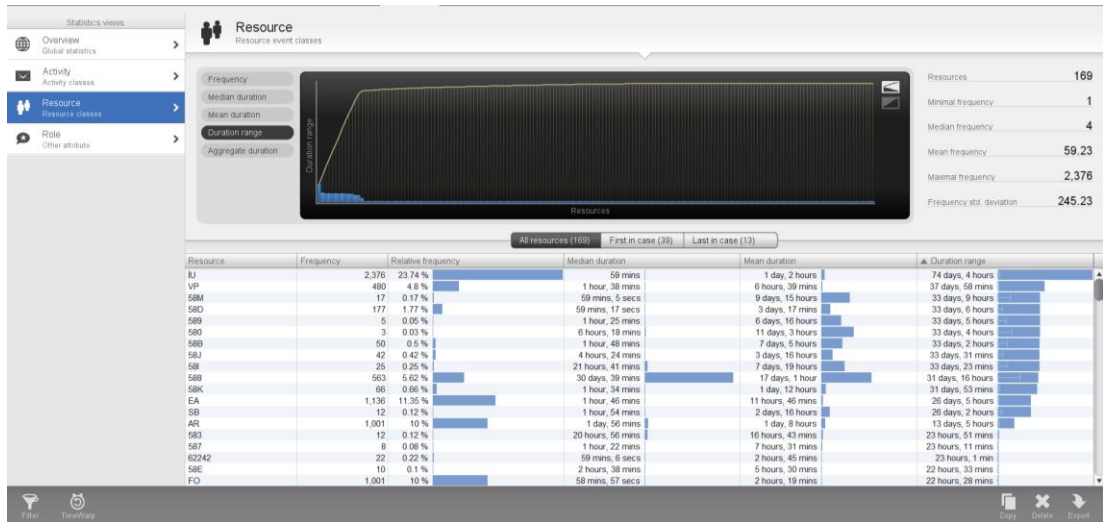 Statistics views
Overview
Global statistics
Activity
Activity classes
Resource
Resource classes
Role
Other attribute
Resource
Resource event classes
Frequency
Median duration
Mean duration
Duration range
Aggregate duration
Duration range
Resources
Resources 169
Minimal frequency 1
Median frequency 4
Mean frequency 59.23
Maximal frequency 2,376
Frequency std. deviation 245.23
All resources (169) First in case (39) Last in case (13)
Resource Frequency Relative frequency Median duration Mean duration Duration range
IU 2,376 23.74 % 59 mins 1 day, 2 hours 74 days, 4 hours
VP 480 4.8 % 1 hour, 38 mins 6 hours, 39 mins 37 days, 58 mins
58M 17 0.17 % 59 mins, 5 secs 9 days, 15 hours 33 days, 9 hours
58D 177 1.77 % 59 mins, 17 secs 3 days, 17 mins 33 days, 6 hours
589 5 0.05 % 1 hour, 25 mins 6 days, 16 hours 33 days, 5 hours
580 3 0.03 % 6 hours, 18 mins 11 days, 3 hours 33 days, 4 hours
58B 50 0.5 % 1 hour, 48 mins 7 days, 5 hours 33 days, 2 hours
58J 42 0.42 % 4 hours, 24 mins 3 days, 16 hours 33 days, 31 mins
58I 25 0.25 % 21 hours, 41 mins 7 days, 19 hours 33 days, 23 mins
588 563 5.62 % 30 days, 39 mins 17 days, 1 hour 31 days, 16 hours
58K 66 0.66 % 1 hour, 34 mins 1 day, 12 hours 31 days, 53 mins
EA 1,136 11.35 % 1 hour, 46 mins 11 hours, 46 mins 26 days, 5 hours
SB 12 0.12 % 1 hour, 54 mins 2 days, 16 hours 26 days, 2 hours
AR 1,001 10 % 1 day, 56 mins 1 day, 8 hours 13 days, 5 hours
583 12 0.12 % 20 hours, 56 mins 16 hours, 43 mins 23 hours, 51 mins
587 8 0.08 % 1 hour, 22 mins 7 hours, 31 mins 23 hours, 11 mins
62242 22 0.22 % 59 mins, 6 secs 2 hours, 45 mins 23 hours, 1 min
58E 10 0.1 % 2 hours, 38 mins 5 hours, 30 mins 22 hours, 33 mins
FO 1,001 10 % 58 mins, 57 secs 2 hours, 19 mins 22 hours, 28 mins
Filter TimeWarp Copy Delete Export